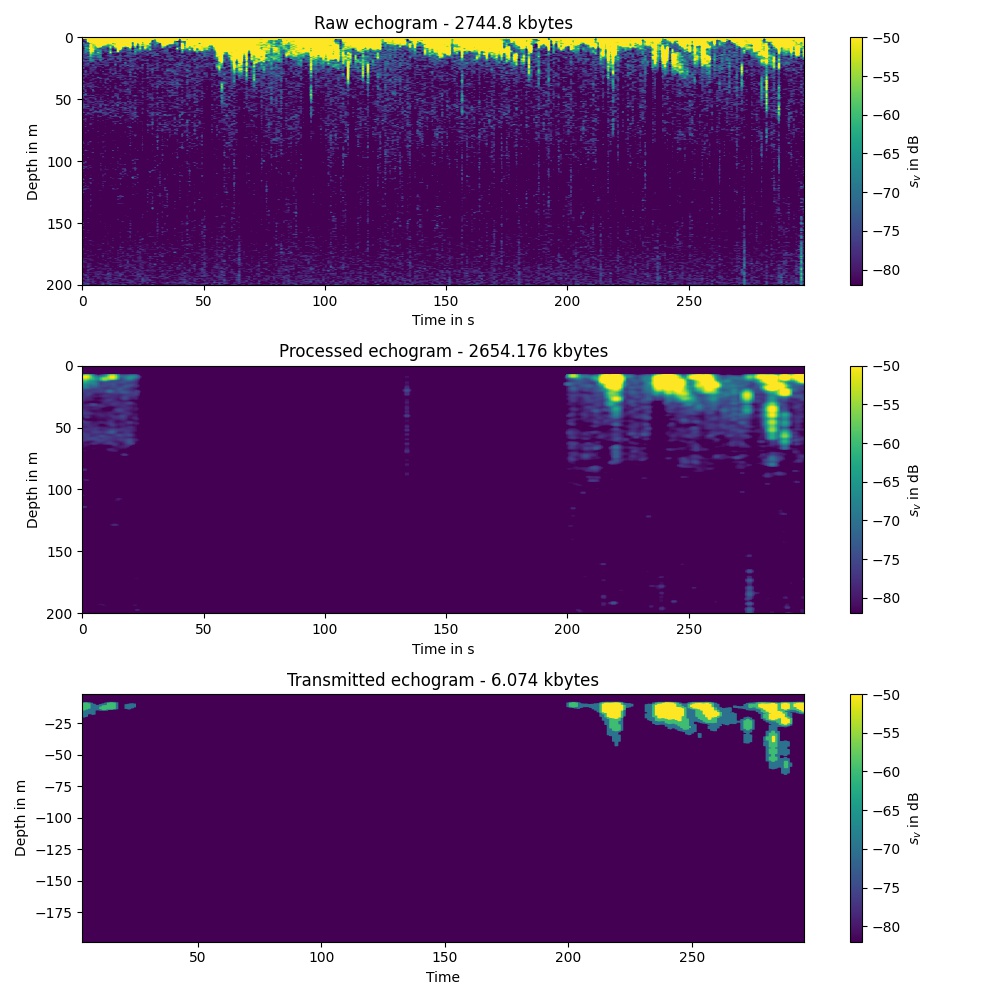 Raw echogram - 2744.8 kbytes
0
50
100
150
200
Depth in m
0 50 100 150 200 250
Time in s
−50
−55
−60
−65
−70
−75
−80
sv in dB
Processed echogram - 2654.176 kbytes
0
50
100
150
200
Depth in m
0 50 100 150 200 250
Time in s
−50
−55
−60
−65
−70
−75
−80
sv in dB
Transmitted echogram - 6.074 kbytes
−25
−50
−75
−100
−125
−150
−175
Depth in m
50 100 150 200 250
Time
−50
−55
−60
−65
−70
−75
−80
sv in dB